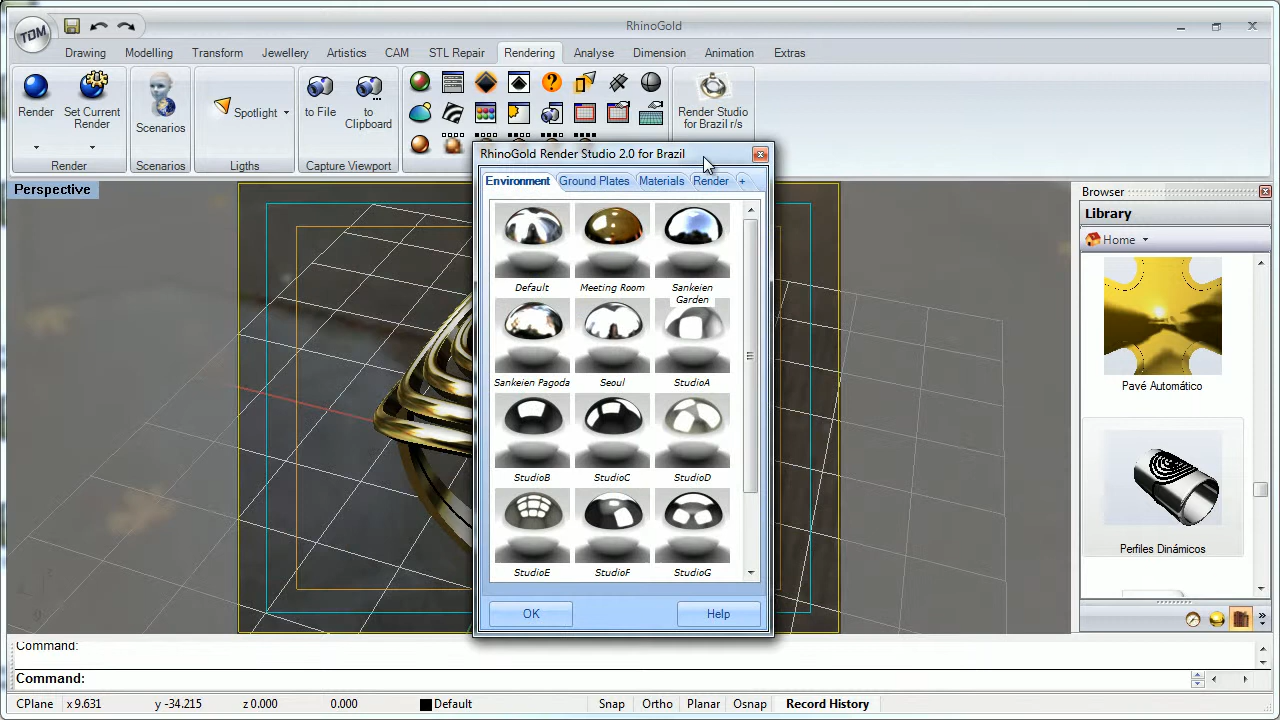 RhinoGold
TDM
Drawing Modelling Transform Jewellery Artistics CAM STL Repair Rendering Analyse Dimension Animation Extras
Render
Set Current Render
Scenarios
Spotlight
to File
to Clipboard
Render Studio for Brazil r/s
Render
Scenarios
Ligths
Capture Viewport
RhinoGold Render Studio 2.0 for Brazil
Environment Ground Plates Materials Render +
Default Meeting Room Sankeien Garden
Sankeien Pagoda Seoul StudioA
StudioB StudioC StudioD
StudioE StudioF StudioG
OK Help
Perspective
Browser
Library
Home
Pavé Automático
Perfiles Dinámicos
Command:
Command:
CPlane x 9.631 y -34.215 z 0.000 0.000 Default Snap Ortho Planar Osnap Record History